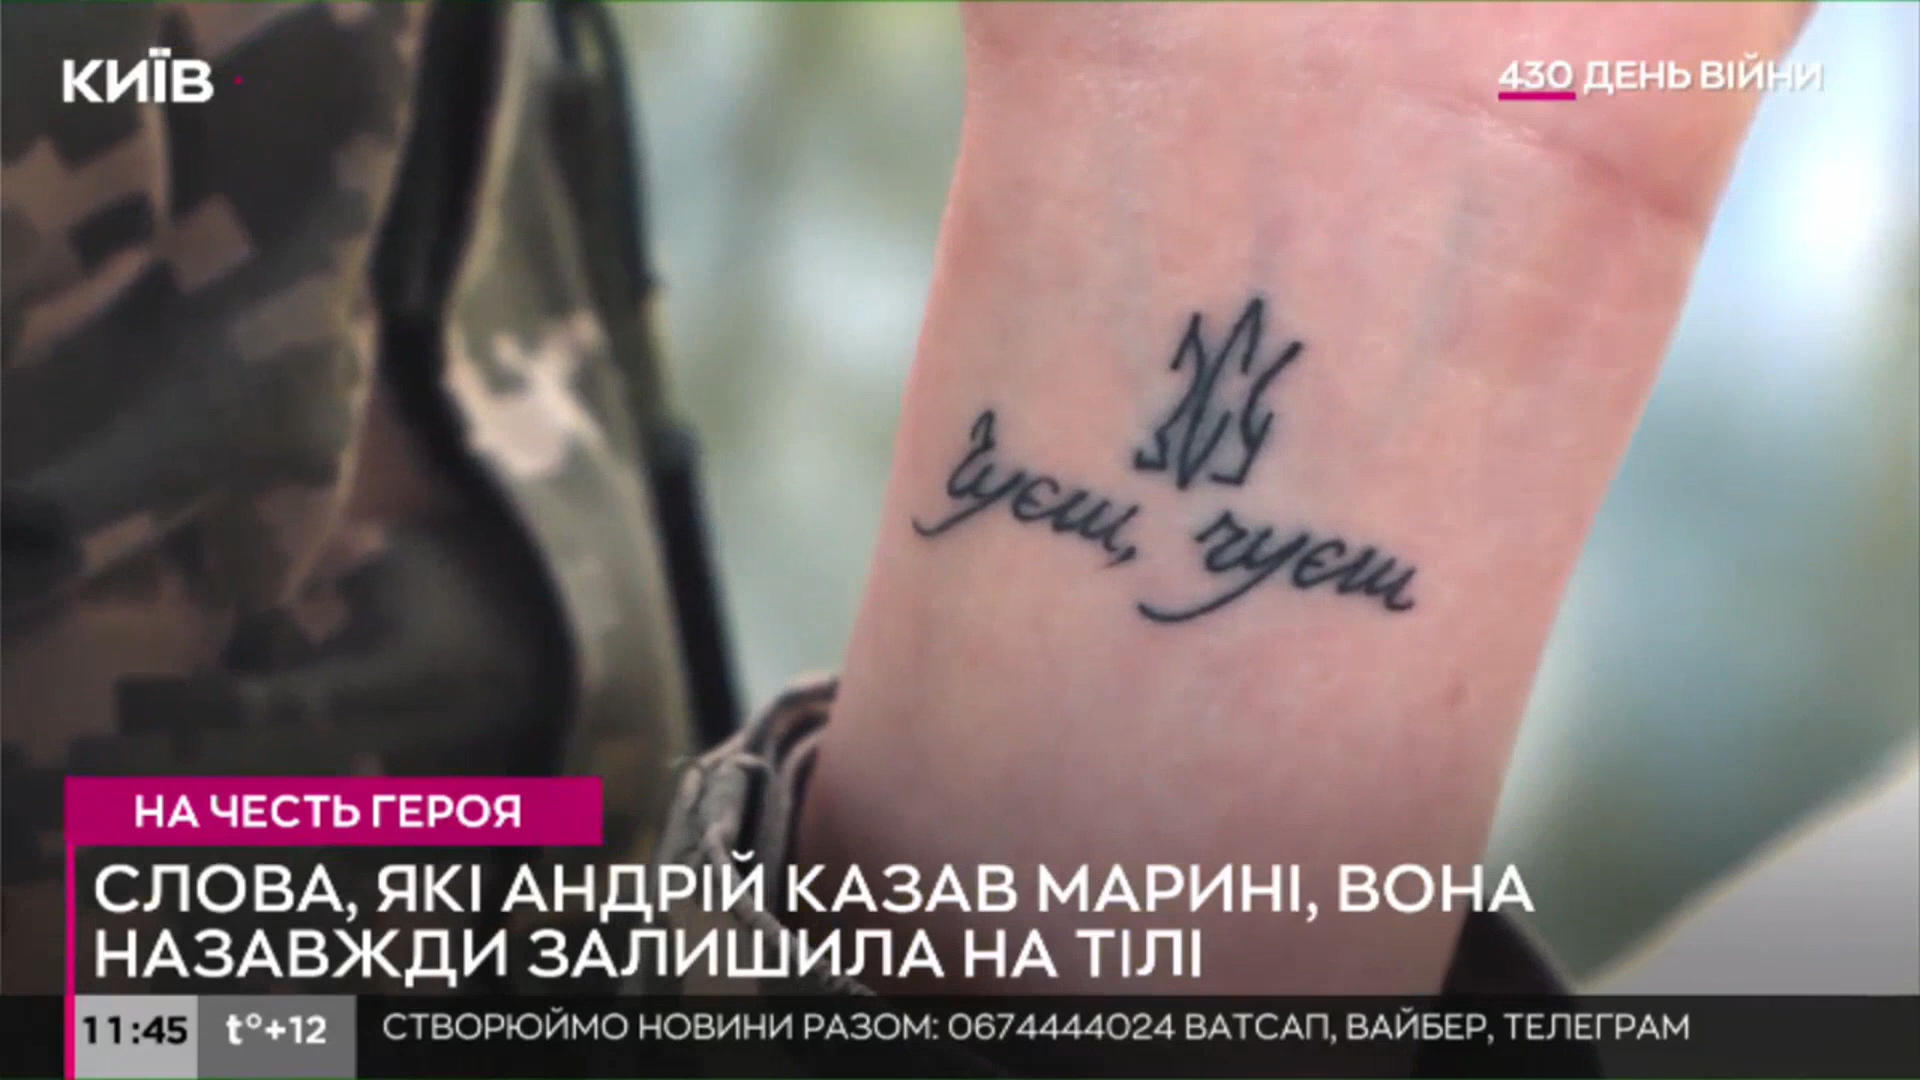 КИЇВ
430 ДЕНЬ ВІЙНИ
ЗСУ
чуєш, чуєш
НА ЧЕСТЬ ГЕРОЯ
СЛОВА, ЯКІ АНДРІЙ КАЗАВ МАРИНІ, ВОНА
НАЗАВЖДИ ЗАЛИШИЛА НА ТІЛІ
11:45 t°+12 СТВОРЮЙМО НОВИНИ РАЗОМ: 0674444024 ВАТСАП, ВАЙБЕР, ТЕЛЕГРАМ